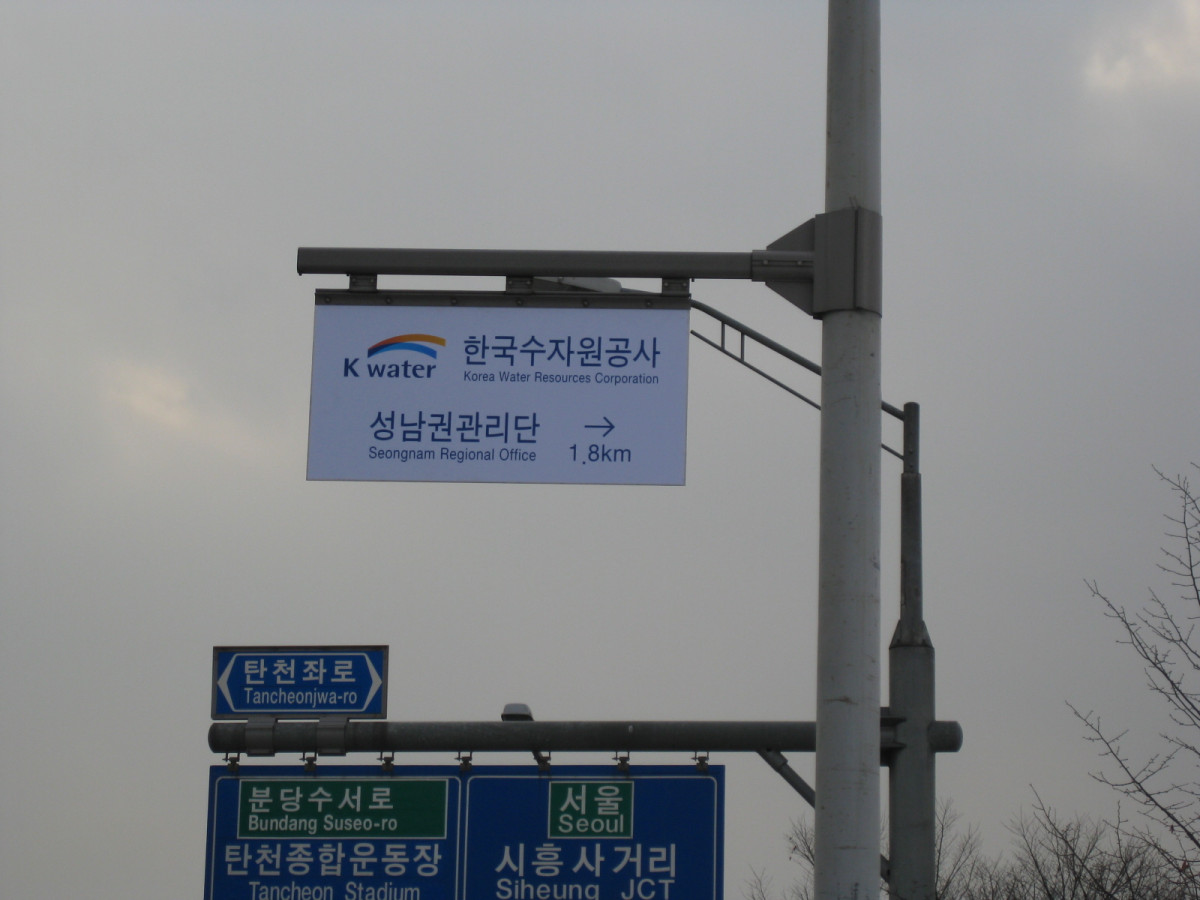 K water 한국수자원공사
Korea Water Resources Corporation
성남권관리단 →
Seongnam Regional Office 1.8km
탄천좌로
Tancheonjwa-ro
분당수서로
Bundang Suseo-ro
탄천종합운동장
Tancheon Stadium
서울
Seoul
시흥사거리
Siheung JCT